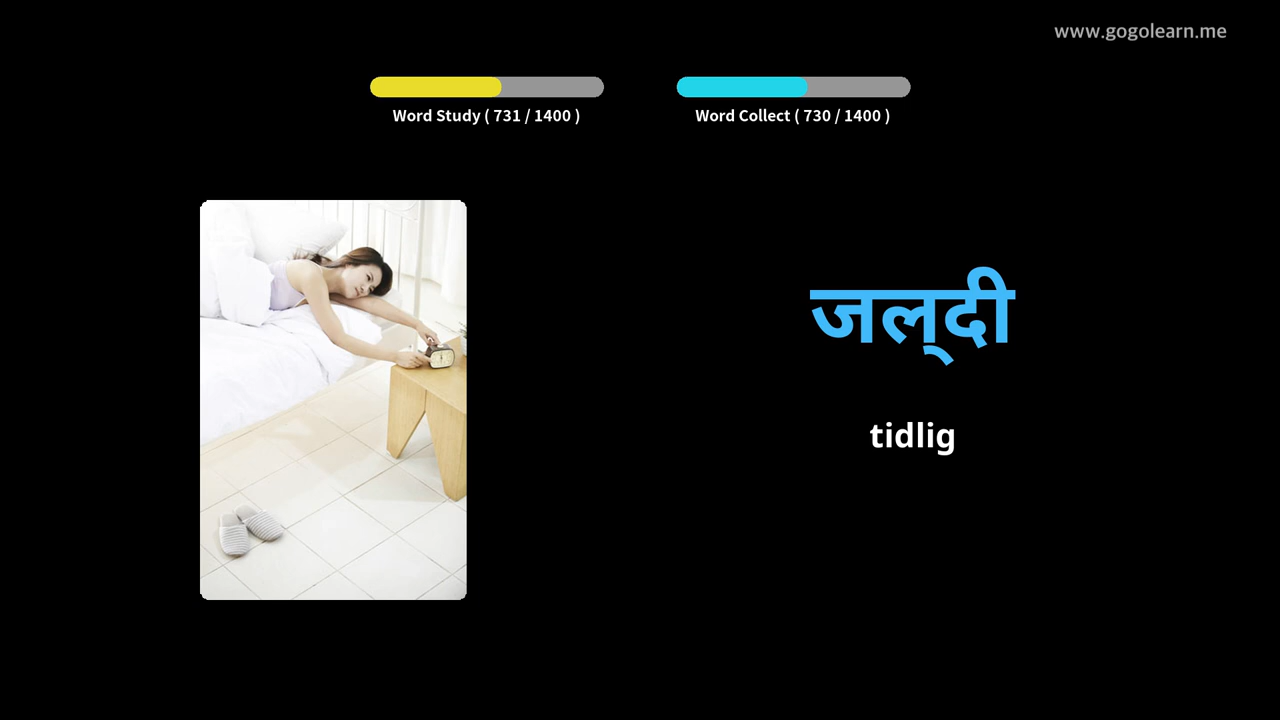 www.gogolearn.me
Word Study ( 731 / 1400 )
Word Collect ( 730 / 1400 )
जल्‌दी
tidlig